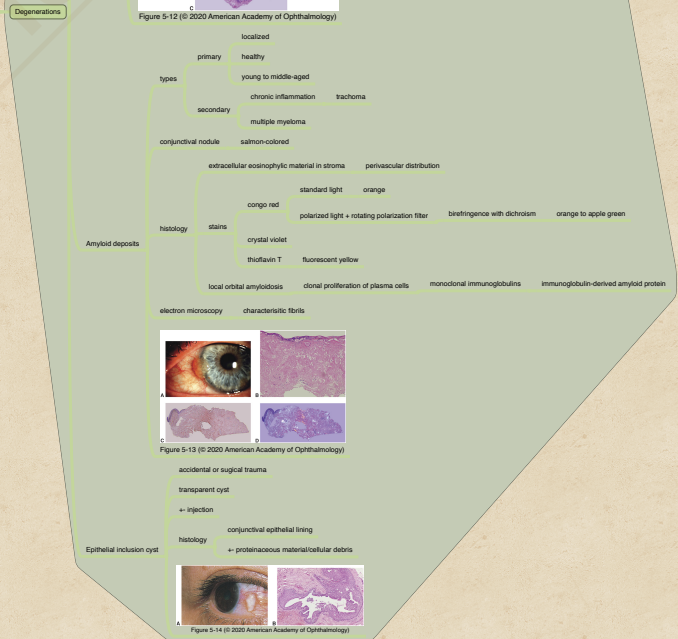 Degenerations
C
Figure 5-12 (© 2020 American Academy of Ophthalmology)
Amyloid deposits
types
primary
localized
healthy
young to middle-aged
secondary
chronic inflammation
trachoma
multiple myeloma
conjunctival nodule
salmon-colored
histology
extracellular eosinophylic material in stroma
perivascular distribution
stains
congo red
standard light
orange
polarized light + rotating polarization filter
birefringence with dichroism
orange to apple green
crystal violet
thioflavin T
fluorescent yellow
local orbital amyloidosis
clonal proliferation of plasma cells
monoclonal immunoglobulins
immunoglobulin-derived amyloid protein
electron microscopy
characterisitic fibrils
A
B
C
D
Figure 5-13 (© 2020 American Academy of Ophthalmology)
Epithelial inclusion cyst
accidental or sugical trauma
transparent cyst
+- injection
histology
conjunctival epithelial lining
+- proteinaceous material/cellular debris
A
B
Figure 5-14 (© 2020 American Academy of Ophthalmology)